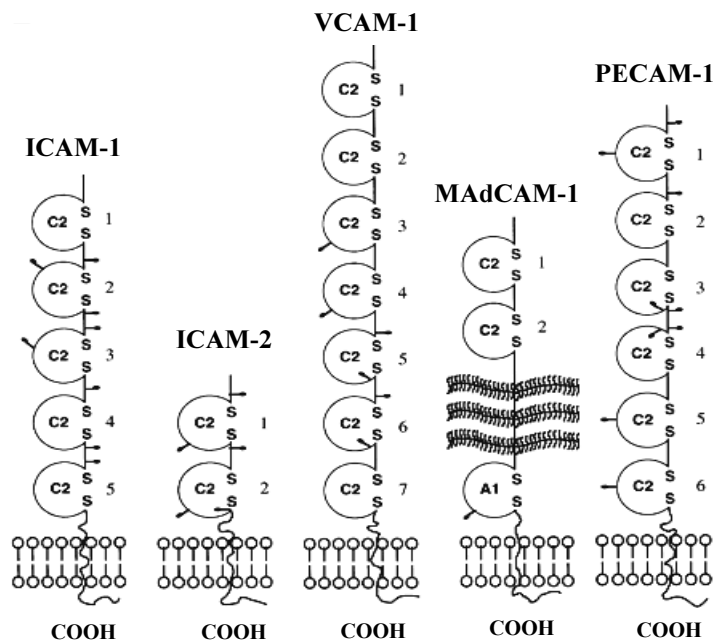 VCAM-1
C2 S S 1
C2 S S 2
C2 S S 3
C2 S S 4
C2 S S 5
C2 S S 6
C2 S S 7
COOH
PECAM-1
C2 S S 1
C2 S S 2
C2 S S 3
C2 S S 4
C2 S S 5
C2 S S 6
COOH
ICAM-1
C2 S S 1
C2 S S 2
C2 S S 3
C2 S S 4
C2 S S 5
COOH
MAdCAM-1
C2 S S 1
C2 S S 2
A1 S S
COOH
ICAM-2
C2 S S 1
C2 S S 2
COOH